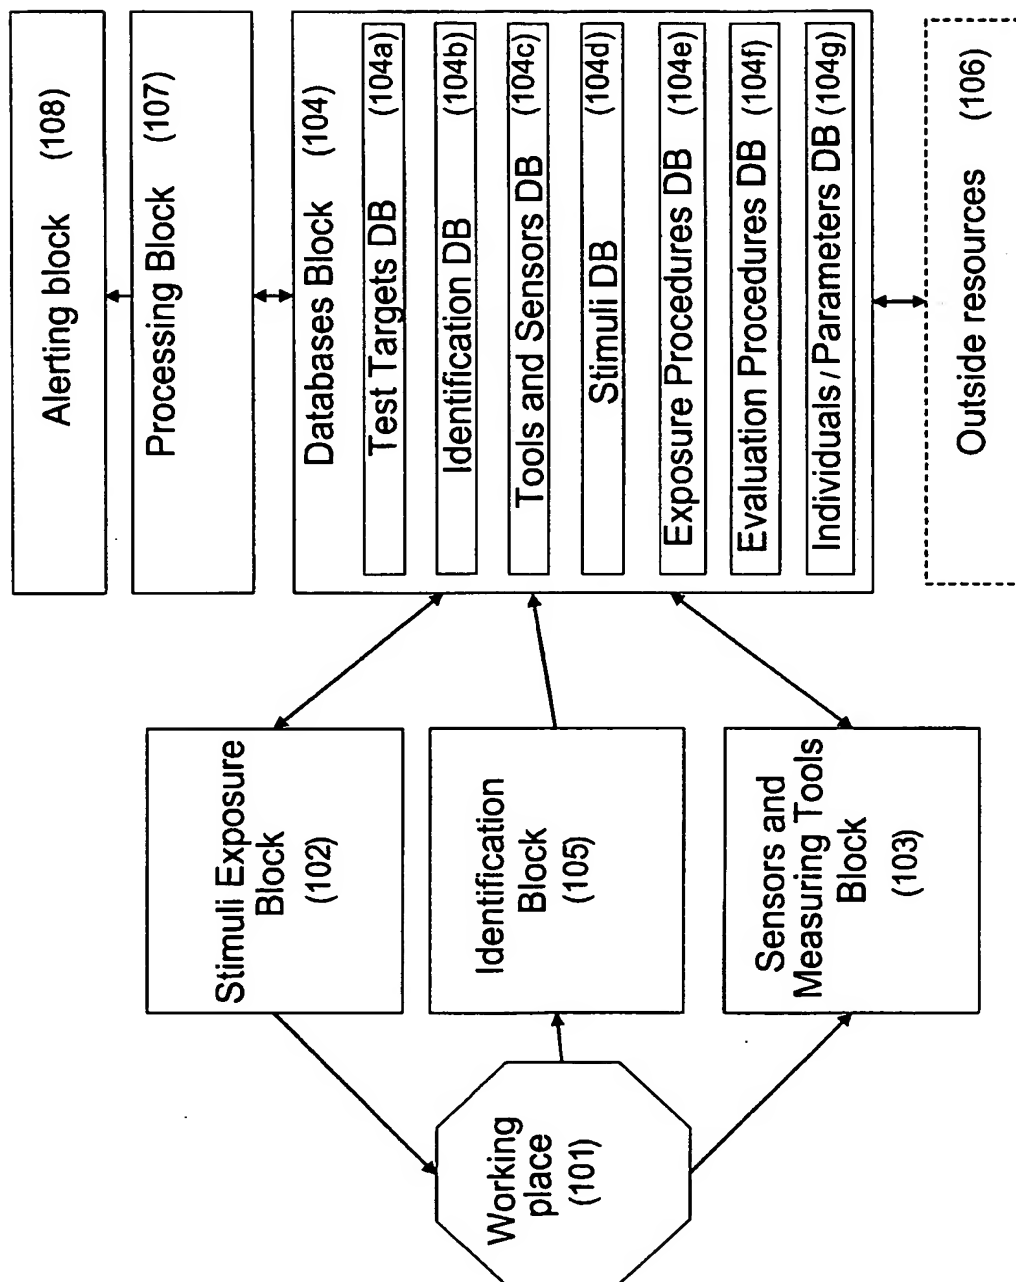 Alerting block (108)
Processing Block (107)
Databases Block (104)
Test Targets DB (104a)
Identification DB (104b)
Tools and Sensors DB (104c)
Stimuli DB (104d)
Exposure Procedures DB (104e)
Evaluation Procedures DB (104f)
Individuals / Parameters DB (104g)
Outside resources (106)
Stimuli Exposure
Block
(102)
Identification
Block
(105)
Sensors and
Measuring Tools
Block
(103)
Working
place
(101)